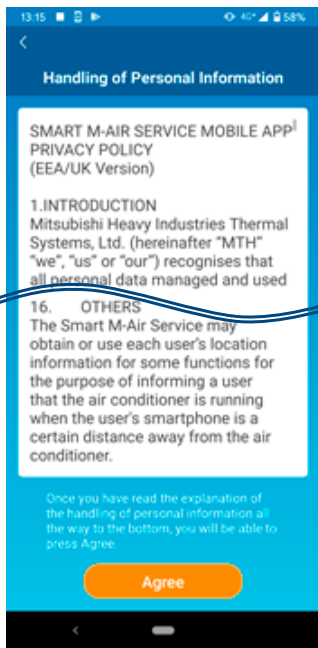 13:15 58%
Handling of Personal Information
SMART M-AIR SERVICE MOBILE APP
PRIVACY POLICY
(EEA/UK Version)
1.INTRODUCTION
Mitsubishi Heavy Industries Thermal
Systems, Ltd. (hereinafter “MTH”
“we”, “us” or “our”) recognises that
all personal data managed and used
16. OTHERS
The Smart M-Air Service may
obtain or use each user's location
information for some functions for
the purpose of informing a user
that the air conditioner is running
when the user's smartphone is a
certain distance away from the air
conditioner.
Once you have read the explanation of
the handling of personal information all
the way to the bottom, you will be able to
press Agree.
Agree